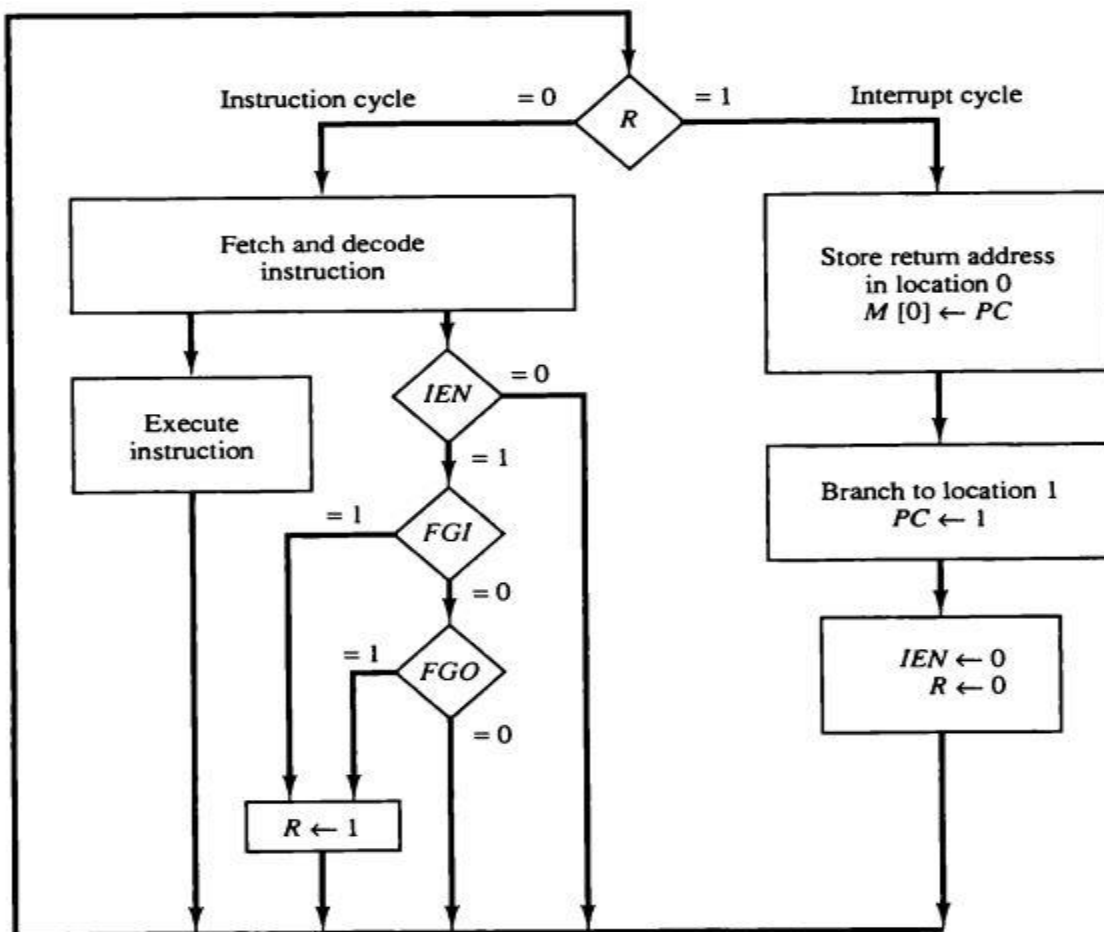 Instruction cycle
= 0
R
= 1
Interrupt cycle
Fetch and decode
instruction
Store return address
in location 0
M [0] ← PC
Execute
instruction
IEN
= 0
= 1
Branch to location 1
PC ← 1
= 1
FGI
= 0
IEN ← 0
R ← 0
= 1
FGO
= 0
R ← 1